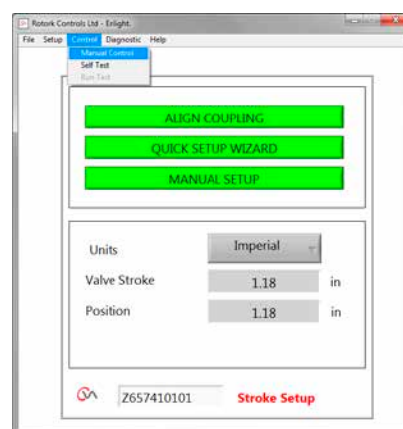 Rotork Controls Ltd - Enlight.
File Setup Control Diagnostic Help
Manual Control
Self Test
Run Test
ALIGN COUPLING
QUICK SETUP WIZARD
MANUAL SETUP
Units Imperial
Valve Stroke 1.18 in
Position 1.18 in
Z657410101 Stroke Setup